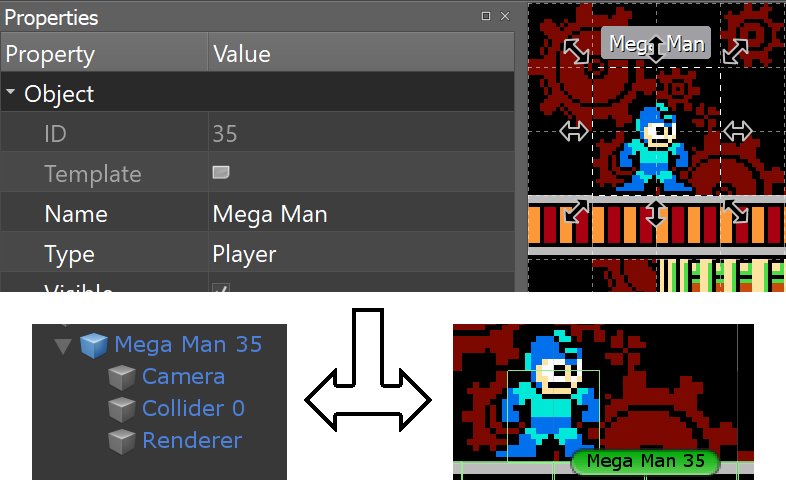 Properties
Property Value
Object
ID 35
Template
Name Mega Man
Type Player
Visible
Mega Man
Mega Man 35
Camera
Collider 0
Renderer
Mega Man 35